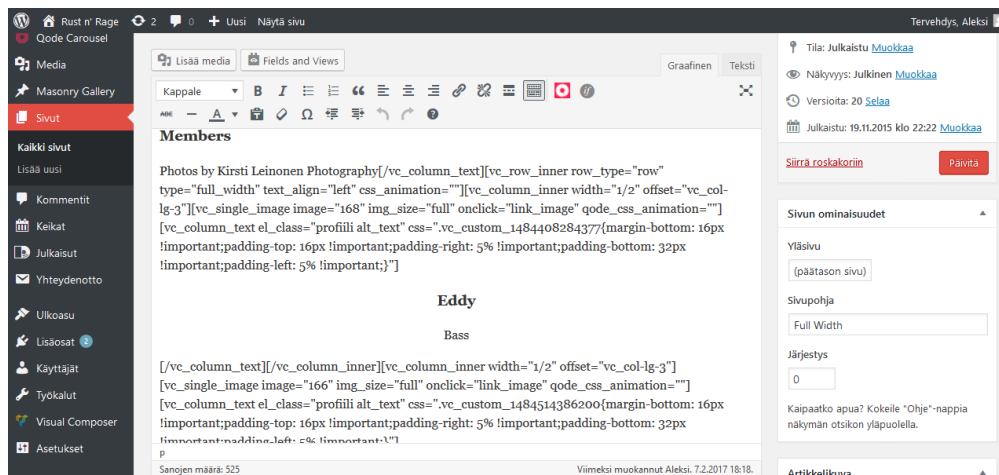 Rust n' Rage 2 0 Uusi Näytä sivu Tervehdys, Aleksi
Qode Carousel
Media
Masonry Gallery
Sivut
Kaikki sivut
Lisää uusi
Kommentit
Keikat
Julkaisut
Yhteydenotto
Ulkoasu
Lisäosat 2
Käyttäjät
Työkalut
Visual Composer
Asetukset
Lisää media Fields and Views
Graafinen Teksti
Kappale B I
ABC A Ω
Members
Photos by Kirsti Leinonen Photography[/vc_column_text][vc_row_inner row_type="row"
type="full_width" text_align="left" css_animation=""][vc_column_inner width="1/2" offset="vc_col-
lg-3"][vc_single_image image="168" img_size="full" onclick="link_image" qode_css_animation=""]
[vc_column_text el_class="profiili alt_text" css=".vc_custom_1484408284377{margin-bottom: 16px
!important;padding-top: 16px !important;padding-right: 5% !important;padding-bottom: 32px
!important;padding-left: 5% !important;}"]
Eddy
Bass
[/vc_column_text][/vc_column_inner][vc_column_inner width="1/2" offset="vc_col-lg-3"]
[vc_single_image image="166" img_size="full" onclick="link_image" qode_css_animation=""]
[vc_column_text el_class="profiili alt_text" css=".vc_custom_1484514386200{margin-bottom: 16px
!important;padding-top: 16px !important;padding-right: 5% !important;padding-bottom: 32px
!important;padding-left: 5% !important;}"]
p
Sanojen määrä: 525 Viimeksi muokannut Aleksi, 7.2.2017 18.18.
Tila: Julkaistu Muokkaa
Näkyvyys: Julkinen Muokkaa
Versioita: 20 Selaa
Julkaistu: 19.11.2015 klo 22:22 Muokkaa
Siirrä roskakoriin Päivitä
Sivun ominaisuudet
Yläsivu
(päätason sivu)
Sivupohja
Full Width
Järjestys
0
Kaipaatko apua? Kokeile "Ohje"-nappia
näkymän otsikon yläpuolella.
Artikkelikuva